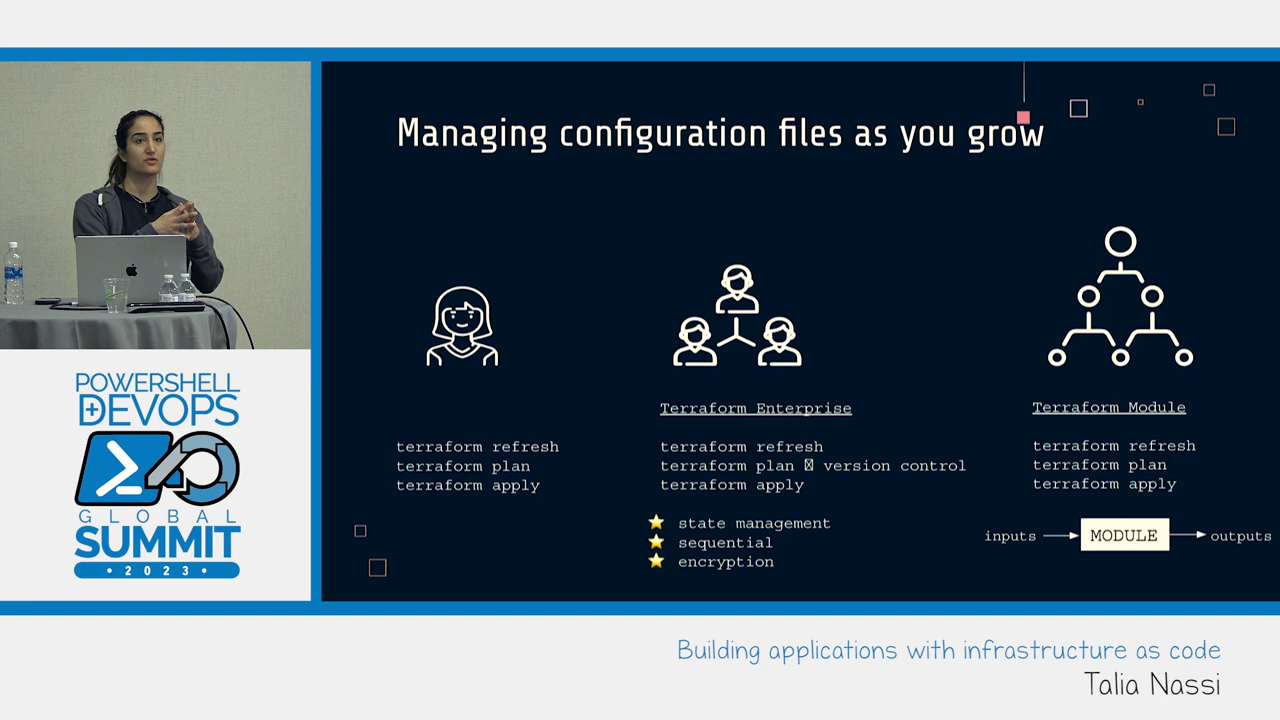 Managing configuration files as you grow
terraform refresh
terraform plan
terraform apply
Terraform Enterprise
terraform refresh
terraform plan ☒ version control
terraform apply
⭐ state management
⭐ sequential
⭐ encryption
Terraform Module
terraform refresh
terraform plan
terraform apply
inputs
MODULE
outputs
POWERSHELL
+DEVOPS
GLOBAL
SUMMIT
• 2023 •
Building applications with infrastructure as code
Talia Nassi